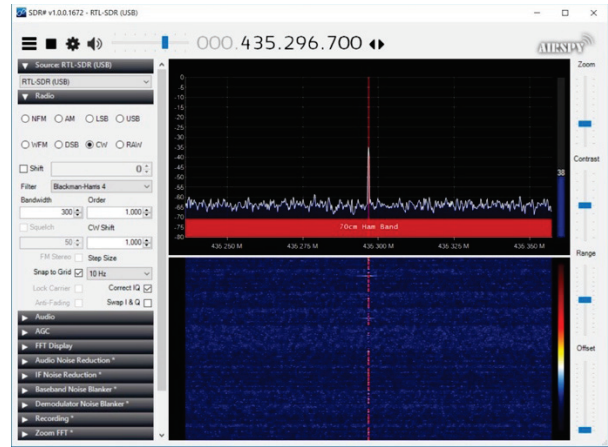 SDR# v1.0.0.1672 - RTL-SDR (USB)
000.435.296.700
AIRSPY
Source: RTL-SDR (USB)
RTL-SDR (USB)
Radio
NFM AM LSB USB
WFM DSB CW RAW
Shift 0
Filter Blackman-Harris 4
Bandwidth Order
300 1,000
Squelch CW Shift
50 1,000
FM Stereo Step Size
Snap to Grid 10 Hz
Lock Carrier Correct IQ
Anti-Fading Swap I & Q
Audio
AGC
FFT Display
Audio Noise Reduction *
IF Noise Reduction *
Baseband Noise Blanker *
Demodulator Noise Blanker *
Recording *
Zoom FFT *
0
-5
-10
-15
-20
-25
-30
-35
-40
-45
-50
-55
-60
-65
-70
-75
-80
38
70cm Ham Band
436.250 M 436.275 M 436.300 M 436.325 M 436.350 M
Zoom
Contrast
Range
Offset